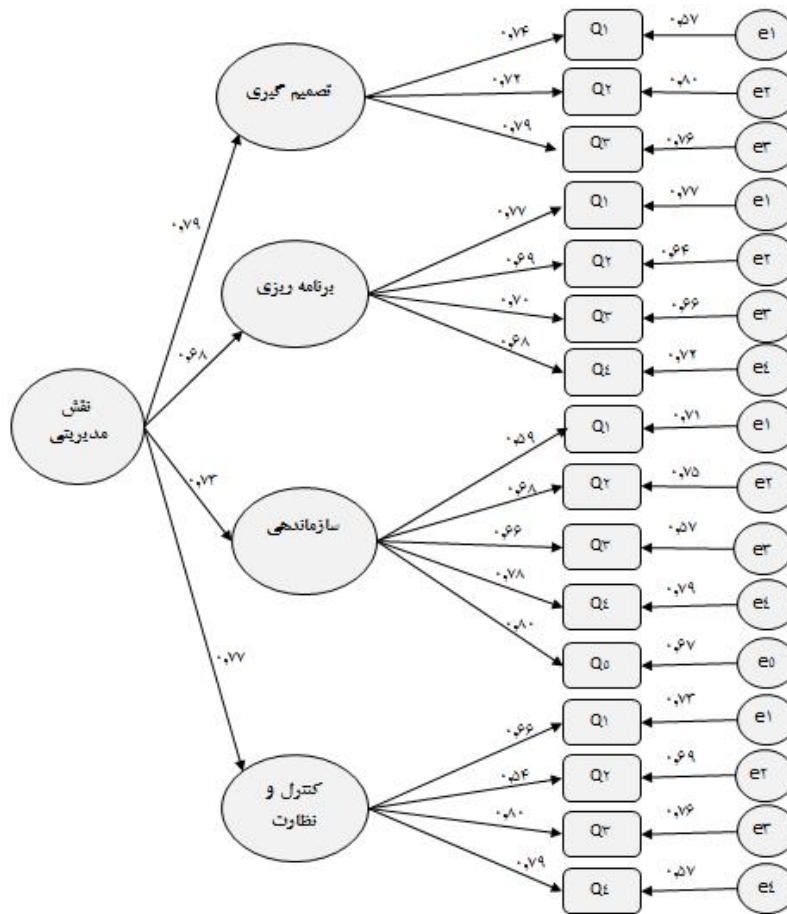 ۰,۷۴
Q۱
۰,۵۷
e۱
تصمیم گیری
۰,۷۲
Q۲
۰,۸۰
e۲
۰,۷۹
Q۳
۰,۷۶
e۳
۰,۷۹
۰,۷۷
Q۱
۰,۷۷
e۱
برنامه ریزی
۰,۶۹
Q۲
۰,۶۴
e۲
۰,۷۰
Q۳
۰,۶۶
e۳
۰,۶۸
۰,۶۸
Q٤
۰,۷۲
e٤
نقش
مدیریتی
۰,۵۹
Q۱
۰,۷۱
e۱
۰,۷۳
۰,۶۸
Q۲
۰,۷۵
e۲
سازماندهی
۰,۶۶
Q۳
۰,۵۷
e۳
۰,۷۸
Q٤
۰,۷۹
e٤
۰,۸۰
Q۵
۰,۶۷
e۵
۰,۷۷
۰,۶۶
Q۱
۰,۷۳
e۱
کنترل و
نظارت
۰,۵۴
Q۲
۰,۶۹
e۲
۰,۸۰
Q۳
۰,۷۶
e۳
۰,۷۹
Q٤
۰,۵۷
e٤